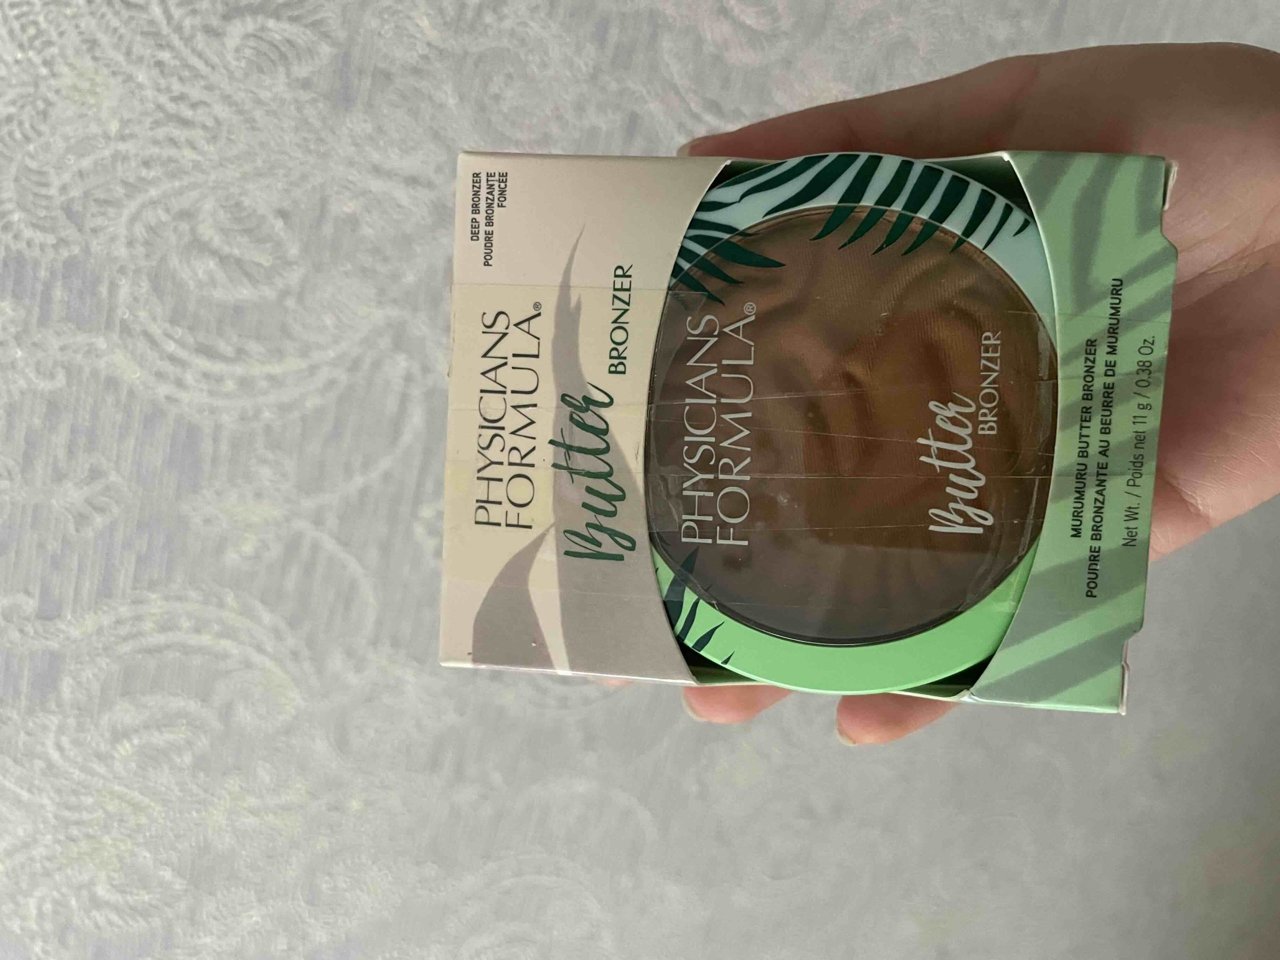 DEEP BRONZER
POUDRE BRONZANTE
FONCÉE
PHYSICIANS
FORMULA®
Butter
BRONZER
PHYSICIANS
FORMULA®
Butter
BRONZER
MURUMURU BUTTER BRONZER
POUDRE BRONZANTE AU BEURRE DE MURUMURU
Net Wt. / Poids net 11 g / 0.38 Oz.